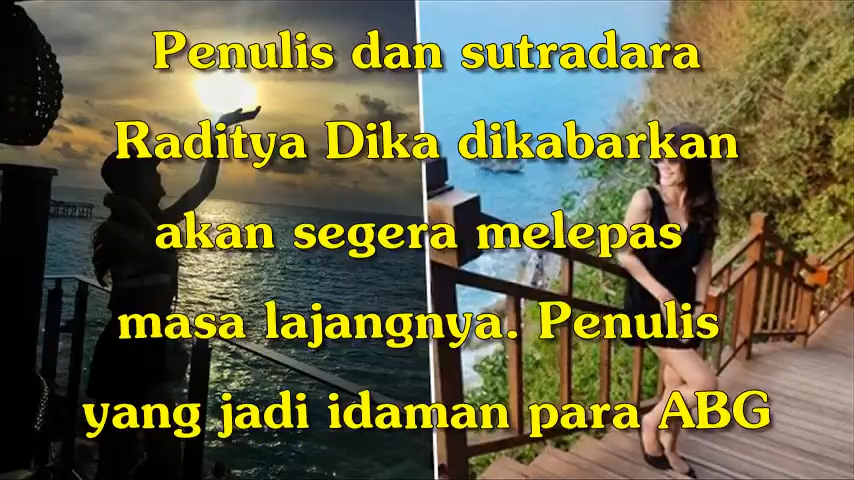 Penulis dan sutradara
Raditya Dika dikabarkan
akan segera melepas
masa lajangnya. Penulis
yang jadi idaman para ABG